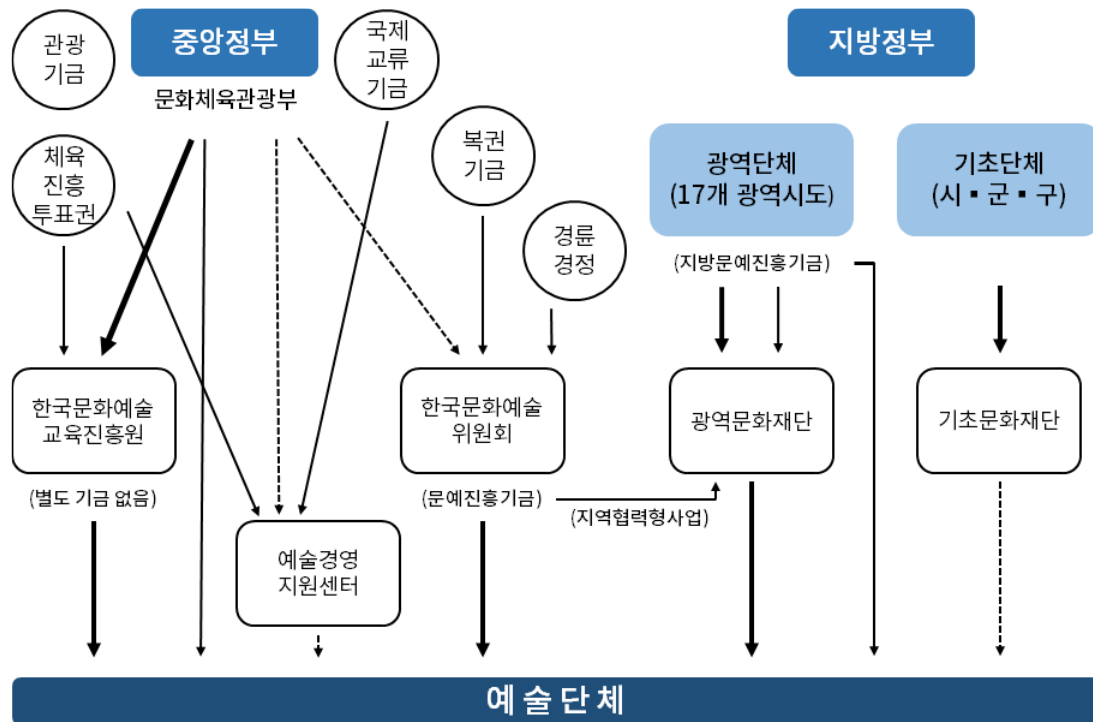 관광
기금
중앙정부
국제
교류
기금
지방정부
문화체육관광부
체육
진흥
투표권
복권
기금
경륜
경정
광역단체
(17개 광역시도)
기초단체
(시▪군▪구)
(지방문예진흥기금)
한국문화예술
교육진흥원
한국문화예술
위원회
광역문화재단
기초문화재단
(별도 기금 없음)
(문예진흥기금)
(지역협력형사업)
예술경영
지원센터
예술단체